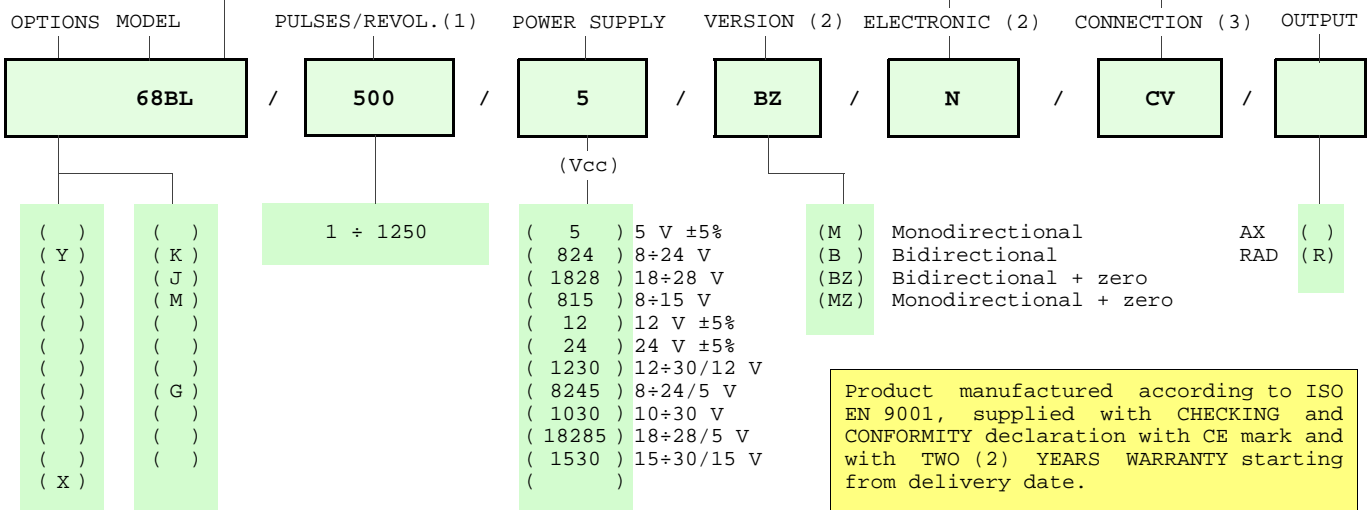 OPTIONS MODEL PULSES/REVOL.(1) POWER SUPPLY VERSION (2) ELECTRONIC (2) CONNECTION (3) OUTPUT
68BL / 500 / 5 / BZ / N / CV /
(Vcc)
( ) ( ) 1 ÷ 1250 ( 5 ) 5 V ±5% (M ) Monodirectional AX ( )
( Y ) ( K ) ( 824 ) 8÷24 V (B ) Bidirectional RAD (R)
( ) ( J ) ( 1828 ) 18÷28 V (BZ) Bidirectional + zero
( ) ( M ) ( 815 ) 8÷15 V (MZ) Monodirectional + zero
( ) ( ) ( 12 ) 12 V ±5%
( ) ( ) ( 24 ) 24 V ±5%
( ) ( ) ( 1230 ) 12÷30/12 V
( ) ( G ) ( 8245 ) 8÷24/5 V
( ) ( ) ( 1030 ) 10÷30 V
( ) ( ) ( 18285 ) 18÷28/5 V
( ) ( ) ( 1530 ) 15÷30/15 V
( X ) ( )
Product manufactured according to ISO
EN 9001, supplied with CHECKING and
CONFORMITY declaration with CE mark and
with TWO (2) YEARS WARRANTY starting
from delivery date.